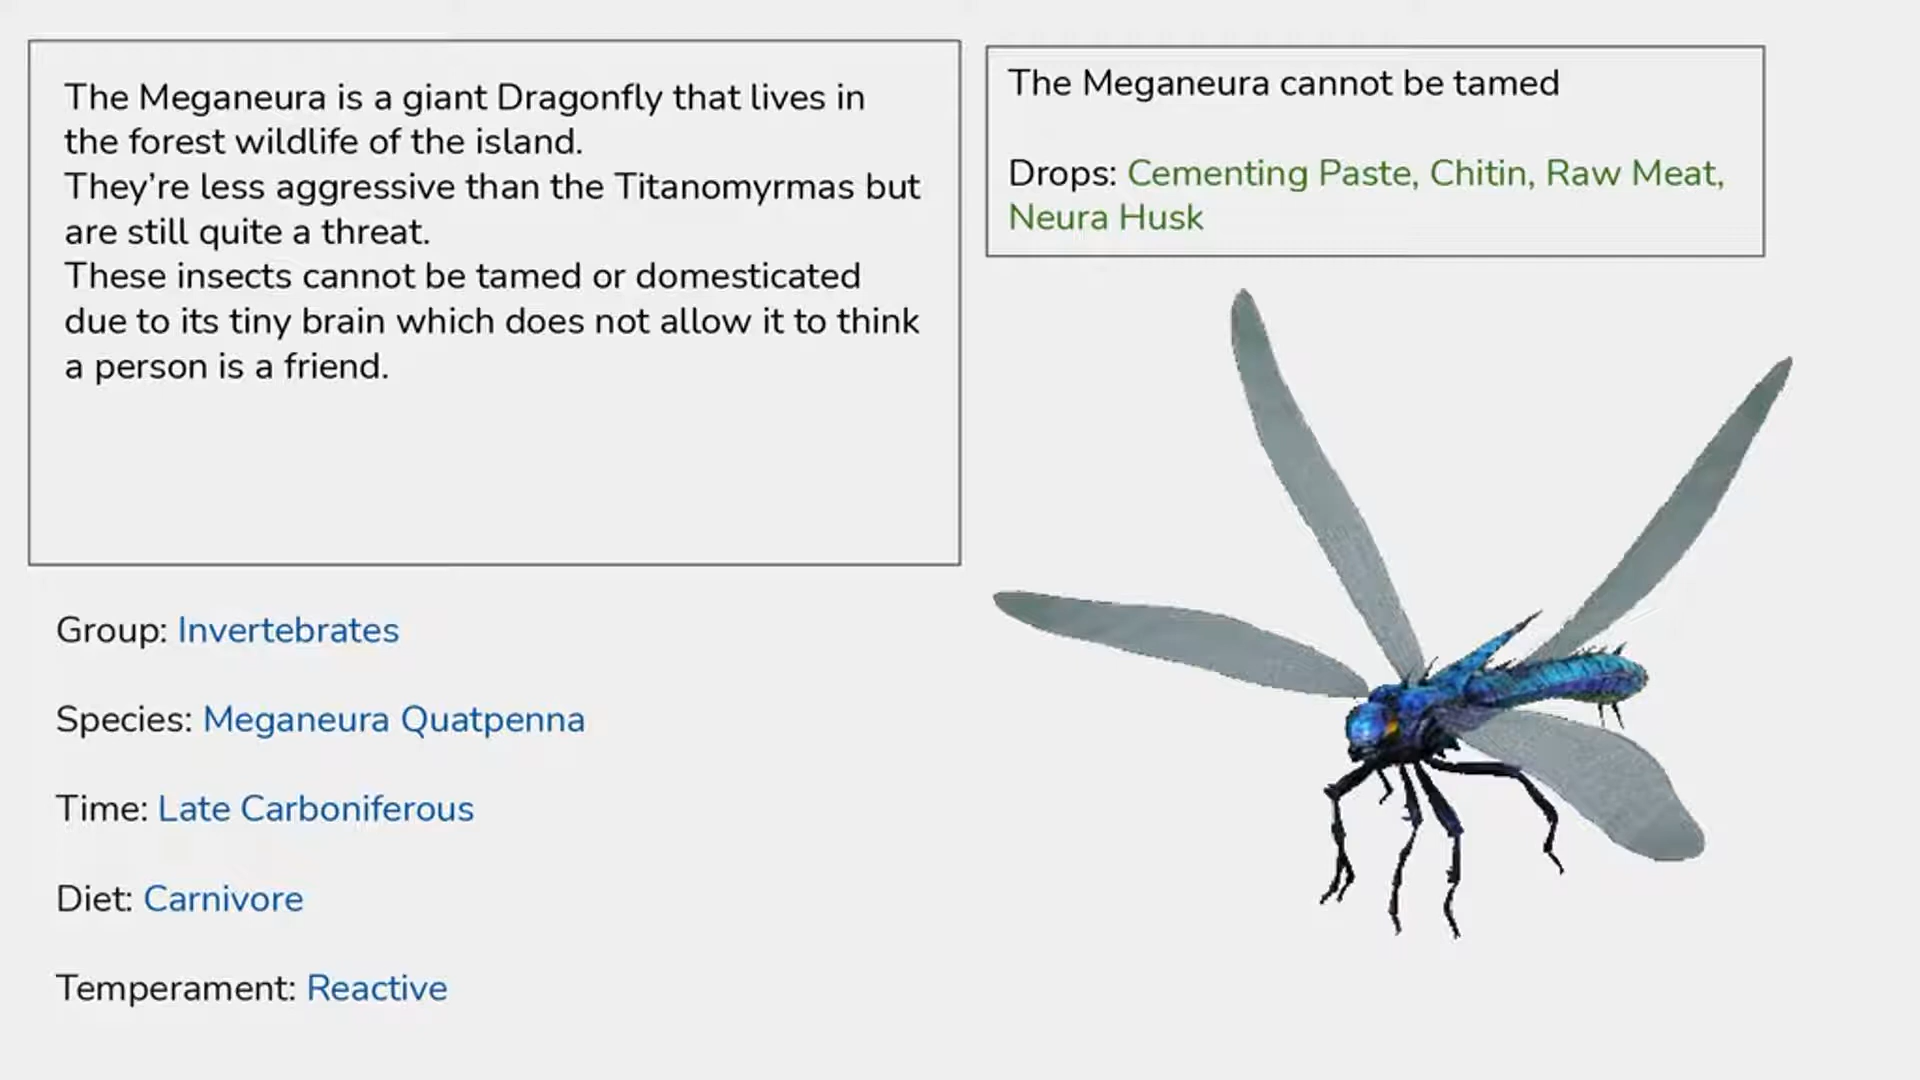 The Meganeura is a giant Dragonfly that lives in
the forest wildlife of the island.
They’re less aggressive than the Titanomyrmas but
are still quite a threat.
These insects cannot be tamed or domesticated
due to its tiny brain which does not allow it to think
a person is a friend.
The Meganeura cannot be tamed
Drops: Cementing Paste, Chitin, Raw Meat,
Neura Husk
Group: Invertebrates
Species: Meganeura Quatpenna
Time: Late Carboniferous
Diet: Carnivore
Temperament: Reactive